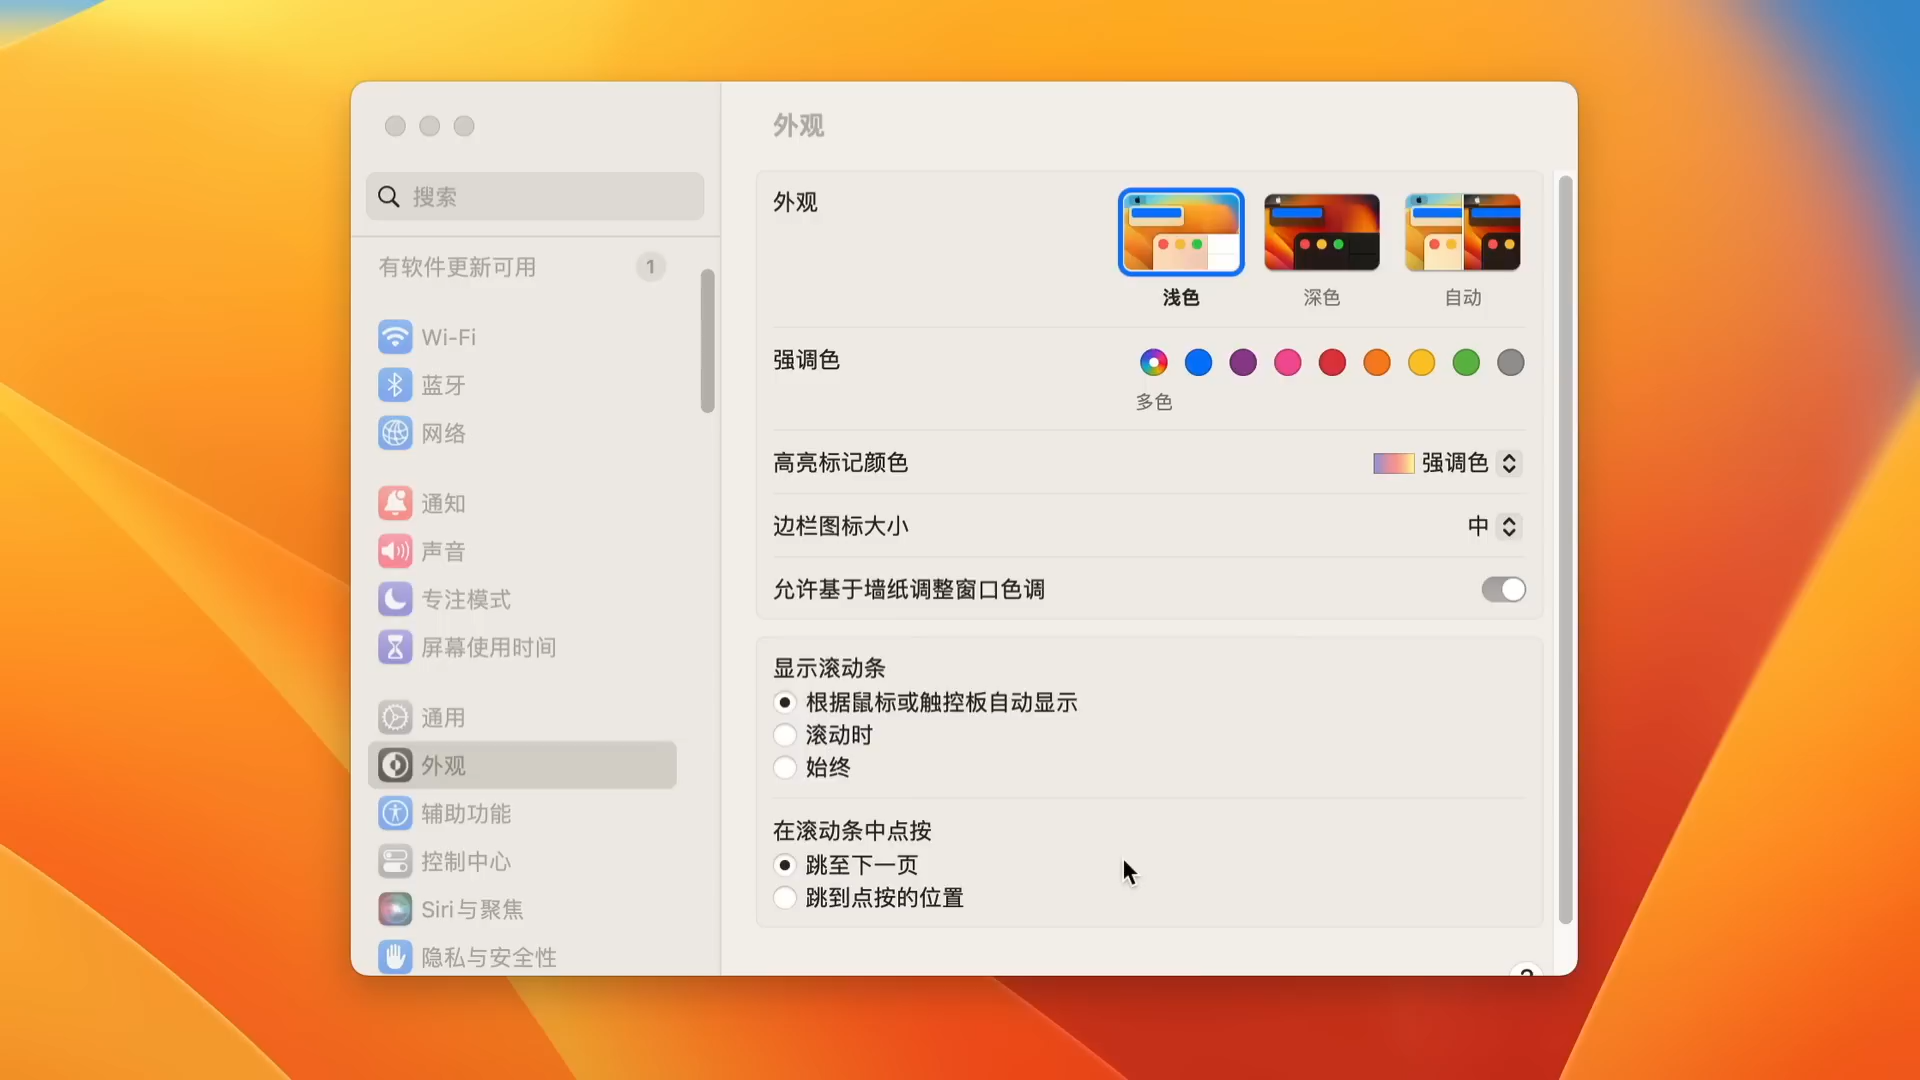 外观
搜索
有软件更新可用 1
Wi-Fi
蓝牙
网络
通知
声音
专注模式
屏幕使用时间
通用
外观
辅助功能
控制中心
Siri与聚焦
隐私与安全性
外观
浅色 深色 自动
强调色
多色
高亮标记颜色 强调色
边栏图标大小 中
允许基于墙纸调整窗口色调
显示滚动条
根据鼠标或触控板自动显示
滚动时
始终
在滚动条中点按
跳至下一页
跳到点按的位置
?